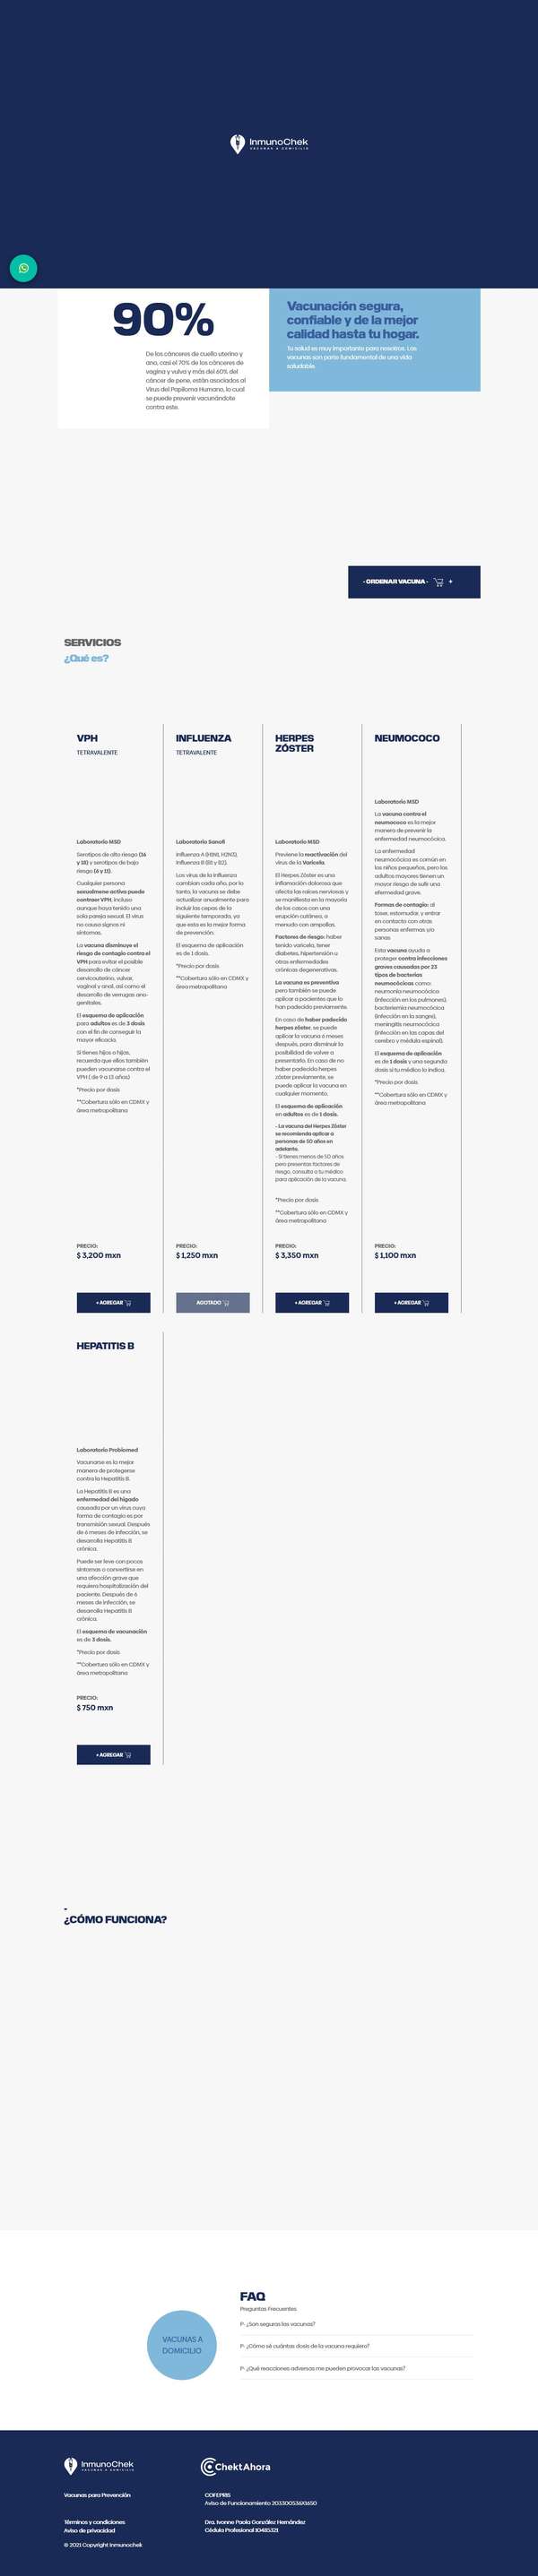 InmunoChek
VACUNAS A DOMICILIO
90%
De los cánceres de cuello uterino y
ano, casi el 70% de los cánceres de
vagina y vulva y más del 60% del
cáncer de pene, están asociados al
Virus del Papiloma Humano, lo cual
se puede prevenir vacunándote
contra este.
Vacunación segura,
confiable y de la mejor
calidad hasta tu hogar.
Tu salud es muy importante para nosotros. Las
vacunas son parte fundamental de una vida
saludable.
- ORDENAR VACUNA - +
SERVICIOS
¿Qué es?
VPH
TETRAVALENTE
Laboratorio MSD
Serotipos de alto riesgo (16
y 18) y serotipos de bajo
riesgo (6 y 11).
Cualquier persona
sexualmente activa puede
contraer VPH, incluso
aunque haya tenido una
sola pareja sexual. El virus
no causa signos ni
síntomas.
La vacuna disminuye el
riesgo de contagio contra el
VPH para evitar el posible
desarrollo de cáncer
cervicouterino, vulvar,
vaginal y anal, así como el
desarrollo de verrugas ano-
genitales.
El esquema de aplicación
para adultos es de 3 dosis
con el fin de conseguir la
mayor eficacia.
Si tienes hijos o hijas,
recuerda que ellos también
pueden vacunarse contra el
VPH ( de 9 a 13 años)
*Precio por dosis
**Cobertura sólo en CDMX y
área metropolitana
PRECIO:
$ 3,200 mxn
+ AGREGAR
INFLUENZA
TETRAVALENTE
Laboratorio Sanofi
Influenza A (H1N1, H3N2),
Influenza B (B1 y B2).
Los virus de la Influenza
cambian cada año, por lo
tanto, la vacuna se debe
actualizar anualmente para
incluir las cepas de la
siguiente temporada, ya
que esta es la mejor forma
de prevención.
El esquema de aplicación
es de 1 dosis.
*Precio por dosis
**Cobertura sólo en CDMX y
área metropolitana
PRECIO:
$ 1,250 mxn
AGOTADO
HERPES
ZÓSTER
Laboratorio MSD
Previene la reactivación del
virus de la Varicela.
El Herpes Zóster es una
inflamación dolorosa que
afecta las raíces nerviosas y
se manifiesta en la mayoría
de los casos con una
erupción cutánea, a
menudo con ampollas.
Factores de riesgo: haber
tenido varicela, tener
diabetes, hipertensión u
otras enfermedades
crónicas degenerativas.
La vacuna es preventiva
pero también se puede
aplicar a pacientes que lo
han padecido previamente.
En caso de haber padecido
herpes zóster, se puede
aplicar la vacuna 6 meses
después, para disminuir la
posibilidad de volver a
presentarla. En caso de no
haber padecido herpes
zóster previamente, se
puede aplicar la vacuna en
cualquier momento.
El esquema de aplicación
en adultos es de 1 dosis.
- La vacuna del Herpes Zóster
se recomienda aplicar a
personas de 50 años en
adelante.
- Si tienes menos de 50 años
pero presentas factores de
riesgo, consulta a tu médico
para aplicación de la vacuna.
*Precio por dosis
**Cobertura sólo en CDMX y
área metropolitana
PRECIO:
$ 3,350 mxn
+ AGREGAR
NEUMOCOCO
Laboratorio MSD
La vacuna contra el
neumococo es la mejor
manera de prevenir la
enfermedad neumocócica.
La enfermedad
neumocócica es común en
los niños pequeños, pero los
adultos mayores tienen un
mayor riesgo de sufrir una
efermedad grave.
Formas de contagio: al
toser, estornudar, y entrar
en contacto con otras
personas enfermas y/o
sanas.
Esta vacuna ayuda a
proteger contra infecciones
graves causadas por 23
tipos de bacterias
neumocócicas como:
neumonía neumocócica
(infección en los pulmones),
bacteriemia neumocócica
(infección en la sangre),
meningitis neumocócica
(infección en las capas del
cerebro y médula espinal).
El esquema de aplicación
es de 1 dosis y una segunda
dosis si tu médico lo indica.
*Precio por dosis
**Cobertura sólo en CDMX y
área metropolitana
PRECIO:
$ 1,100 mxn
+ AGREGAR
HEPATITIS B
Laboratorio Probiomed
Vacunarse es la mejor
manera de protegerse
contra la Hepatitis B.
La Hepatitis B es una
enfermedad del hígado
causada por un virus cuya
forma de contagio es por
transmisión sexual. Después
de 6 meses de infección, se
desarolla Hepatitis B
crónica.
Puede ser leve con pocos
síntomas o convertirse en
una afección grave que
requiera hospitalización del
paciente. Después de 6
meses de infección, se
desarolla Hepatitis B
crónica.
El esquema de vacunación
es de 3 dosis.
*Precio por dosis
**Cobertura sólo en CDMX y
área metropolitana
PRECIO:
$ 750 mxn
+ AGREGAR
-
¿CÓMO FUNCIONA?
VACUNAS A
DOMICILIO
FAQ
Preguntas Frecuentes
P- ¿Son seguras las vacunas?
P- ¿Cómo sé cuántas dosis de la vacuna requiero?
P- ¿Qué reacciones adversas me pueden provocar las vacunas?
InmunoChek
VACUNAS A DOMICILIO
ChektAhora
Vacunas para Prevención
COFEPRIS
Aviso de Funcionamiento 203300536X0650
Términos y condiciones
Aviso de privacidad
Dra. Ivonne Paola González Hernández
Cédula Profesional 10485321
© 2021 Copyright Inmunochek